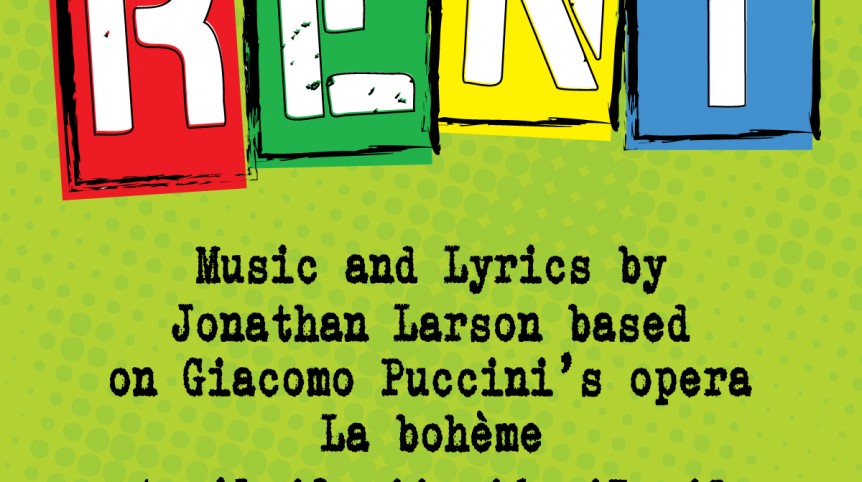 RENT
Music and Lyrics by
Jonathan Larson based
on Giacomo Puccini's opera
La bohème